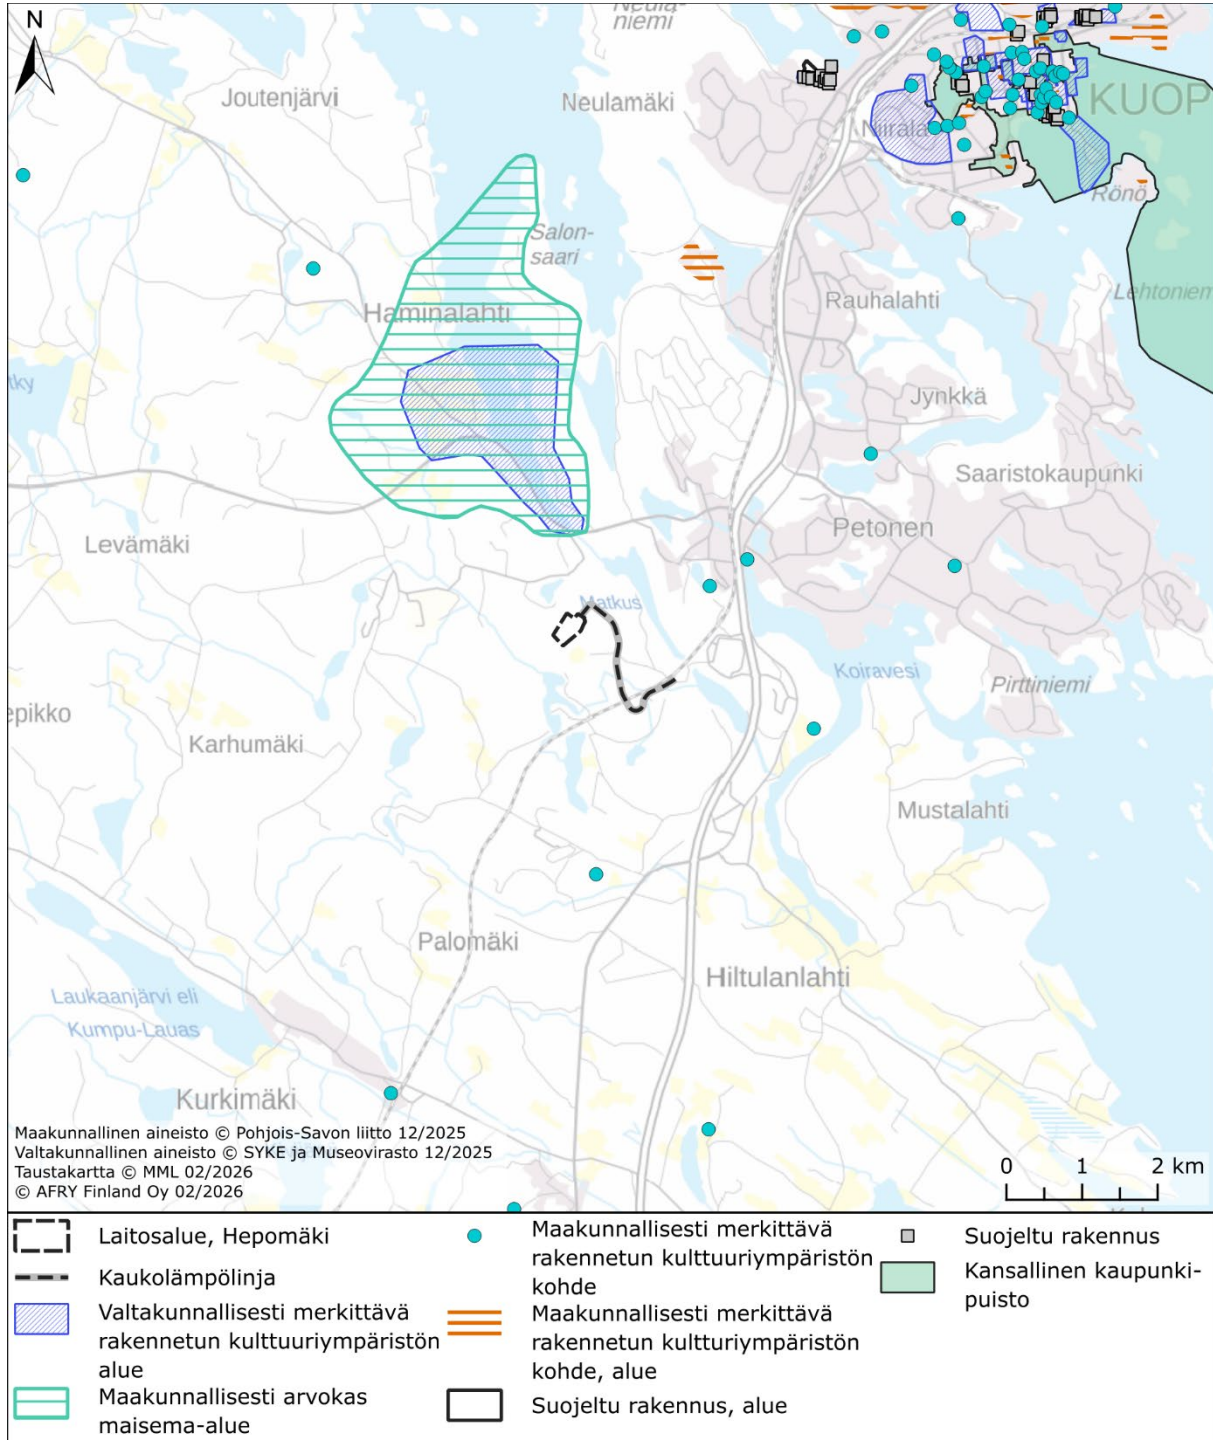 Neula-
niemi
N
Joutenjärvi
Neulamäki
KUOP
Niirala
Rönö
Salon-
saari
Lehtoniem
Haminalahti
Rauhalahti
tky
Jynkkä
Saaristokaupunki
Petonen
Levämäki
Matkus
Koiravesi
Pirttiniemi
epikko
Karhumäki
Mustalahti
Palomäki
Hiltulanlahti
Laukaanjärvi eli
Kumpu-Lauas
Kurkimäki
Maakunnallinen aineisto © Pohjois-Savon liitto 12/2025
Valtakunnallinen aineisto © SYKE ja Museovirasto 12/2025
Taustakartta © MML 02/2026
© AFRY Finland Oy 02/2026
0 1 2 km
Laitosalue, Hepomäki
Kaukolämpölinja
Valtakunnallisesti merkittävä
rakennetun kulttuuriympäristön
alue
Maakunnallisesti arvokas
maisema-alue
Maakunnallisesti merkittävä
rakennetun kulttuuriympäristön
kohde
Maakunnallisesti merkittävä
rakennetun kultturiympäristön
kohde, alue
Suojeltu rakennus, alue
Suojeltu rakennus
Kansallinen kaupunki-
puisto